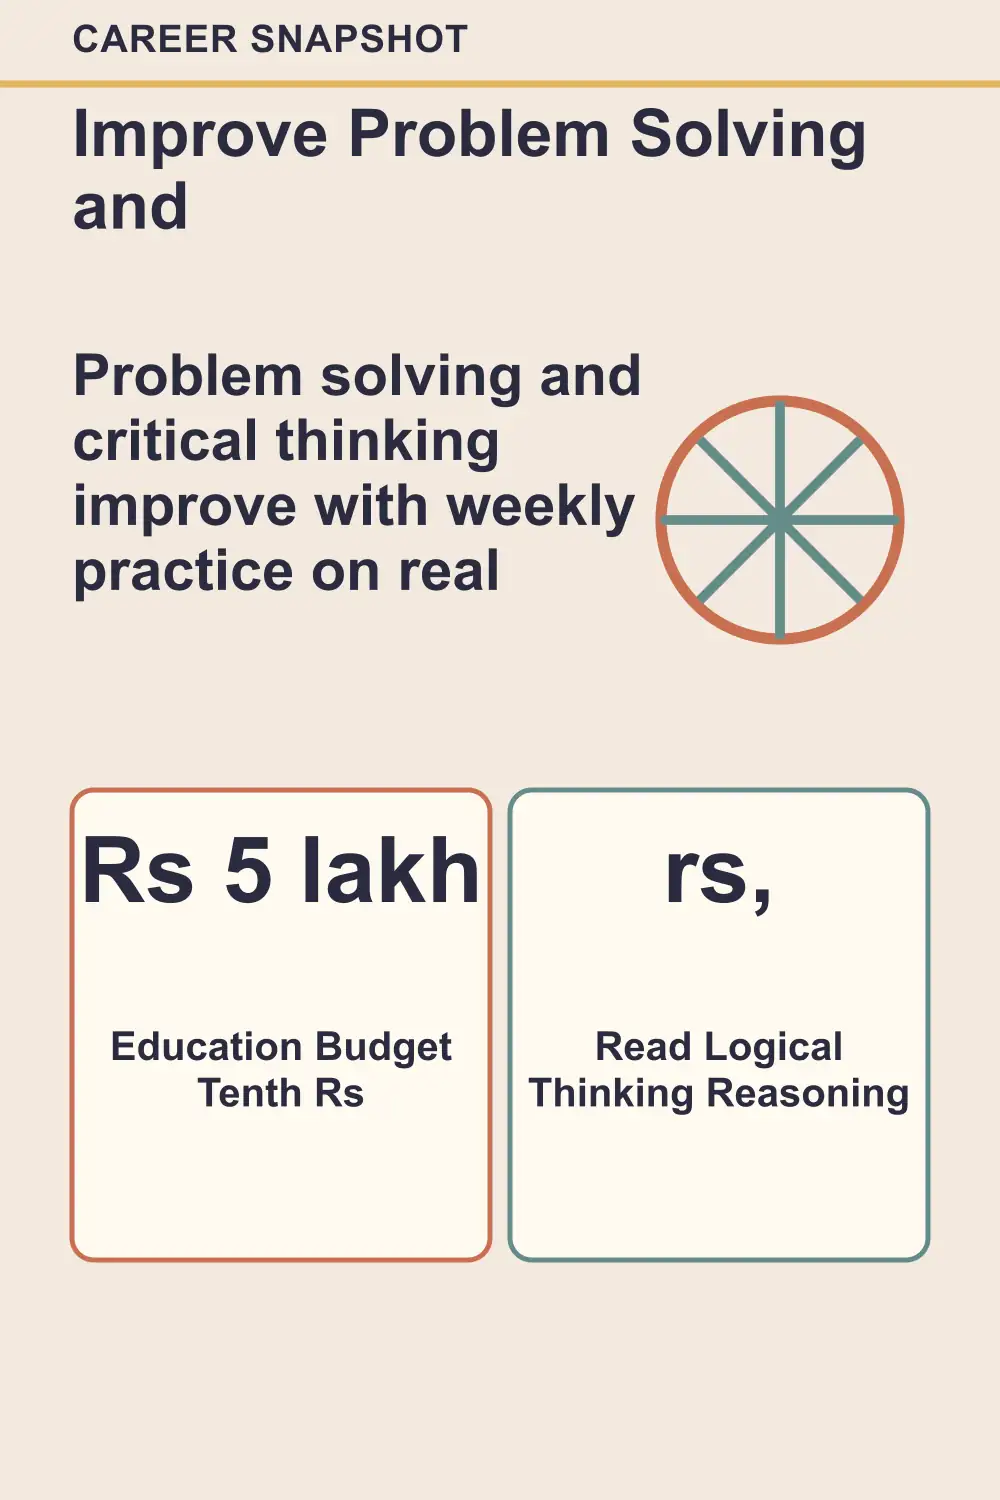 CAREER SNAPSHOT
Improve Problem Solving
and
Problem solving and
critical thinking
improve with weekly
practice on real
Rs 5 lakh
Education Budget
Tenth Rs
rs,
Read Logical
Thinking Reasoning